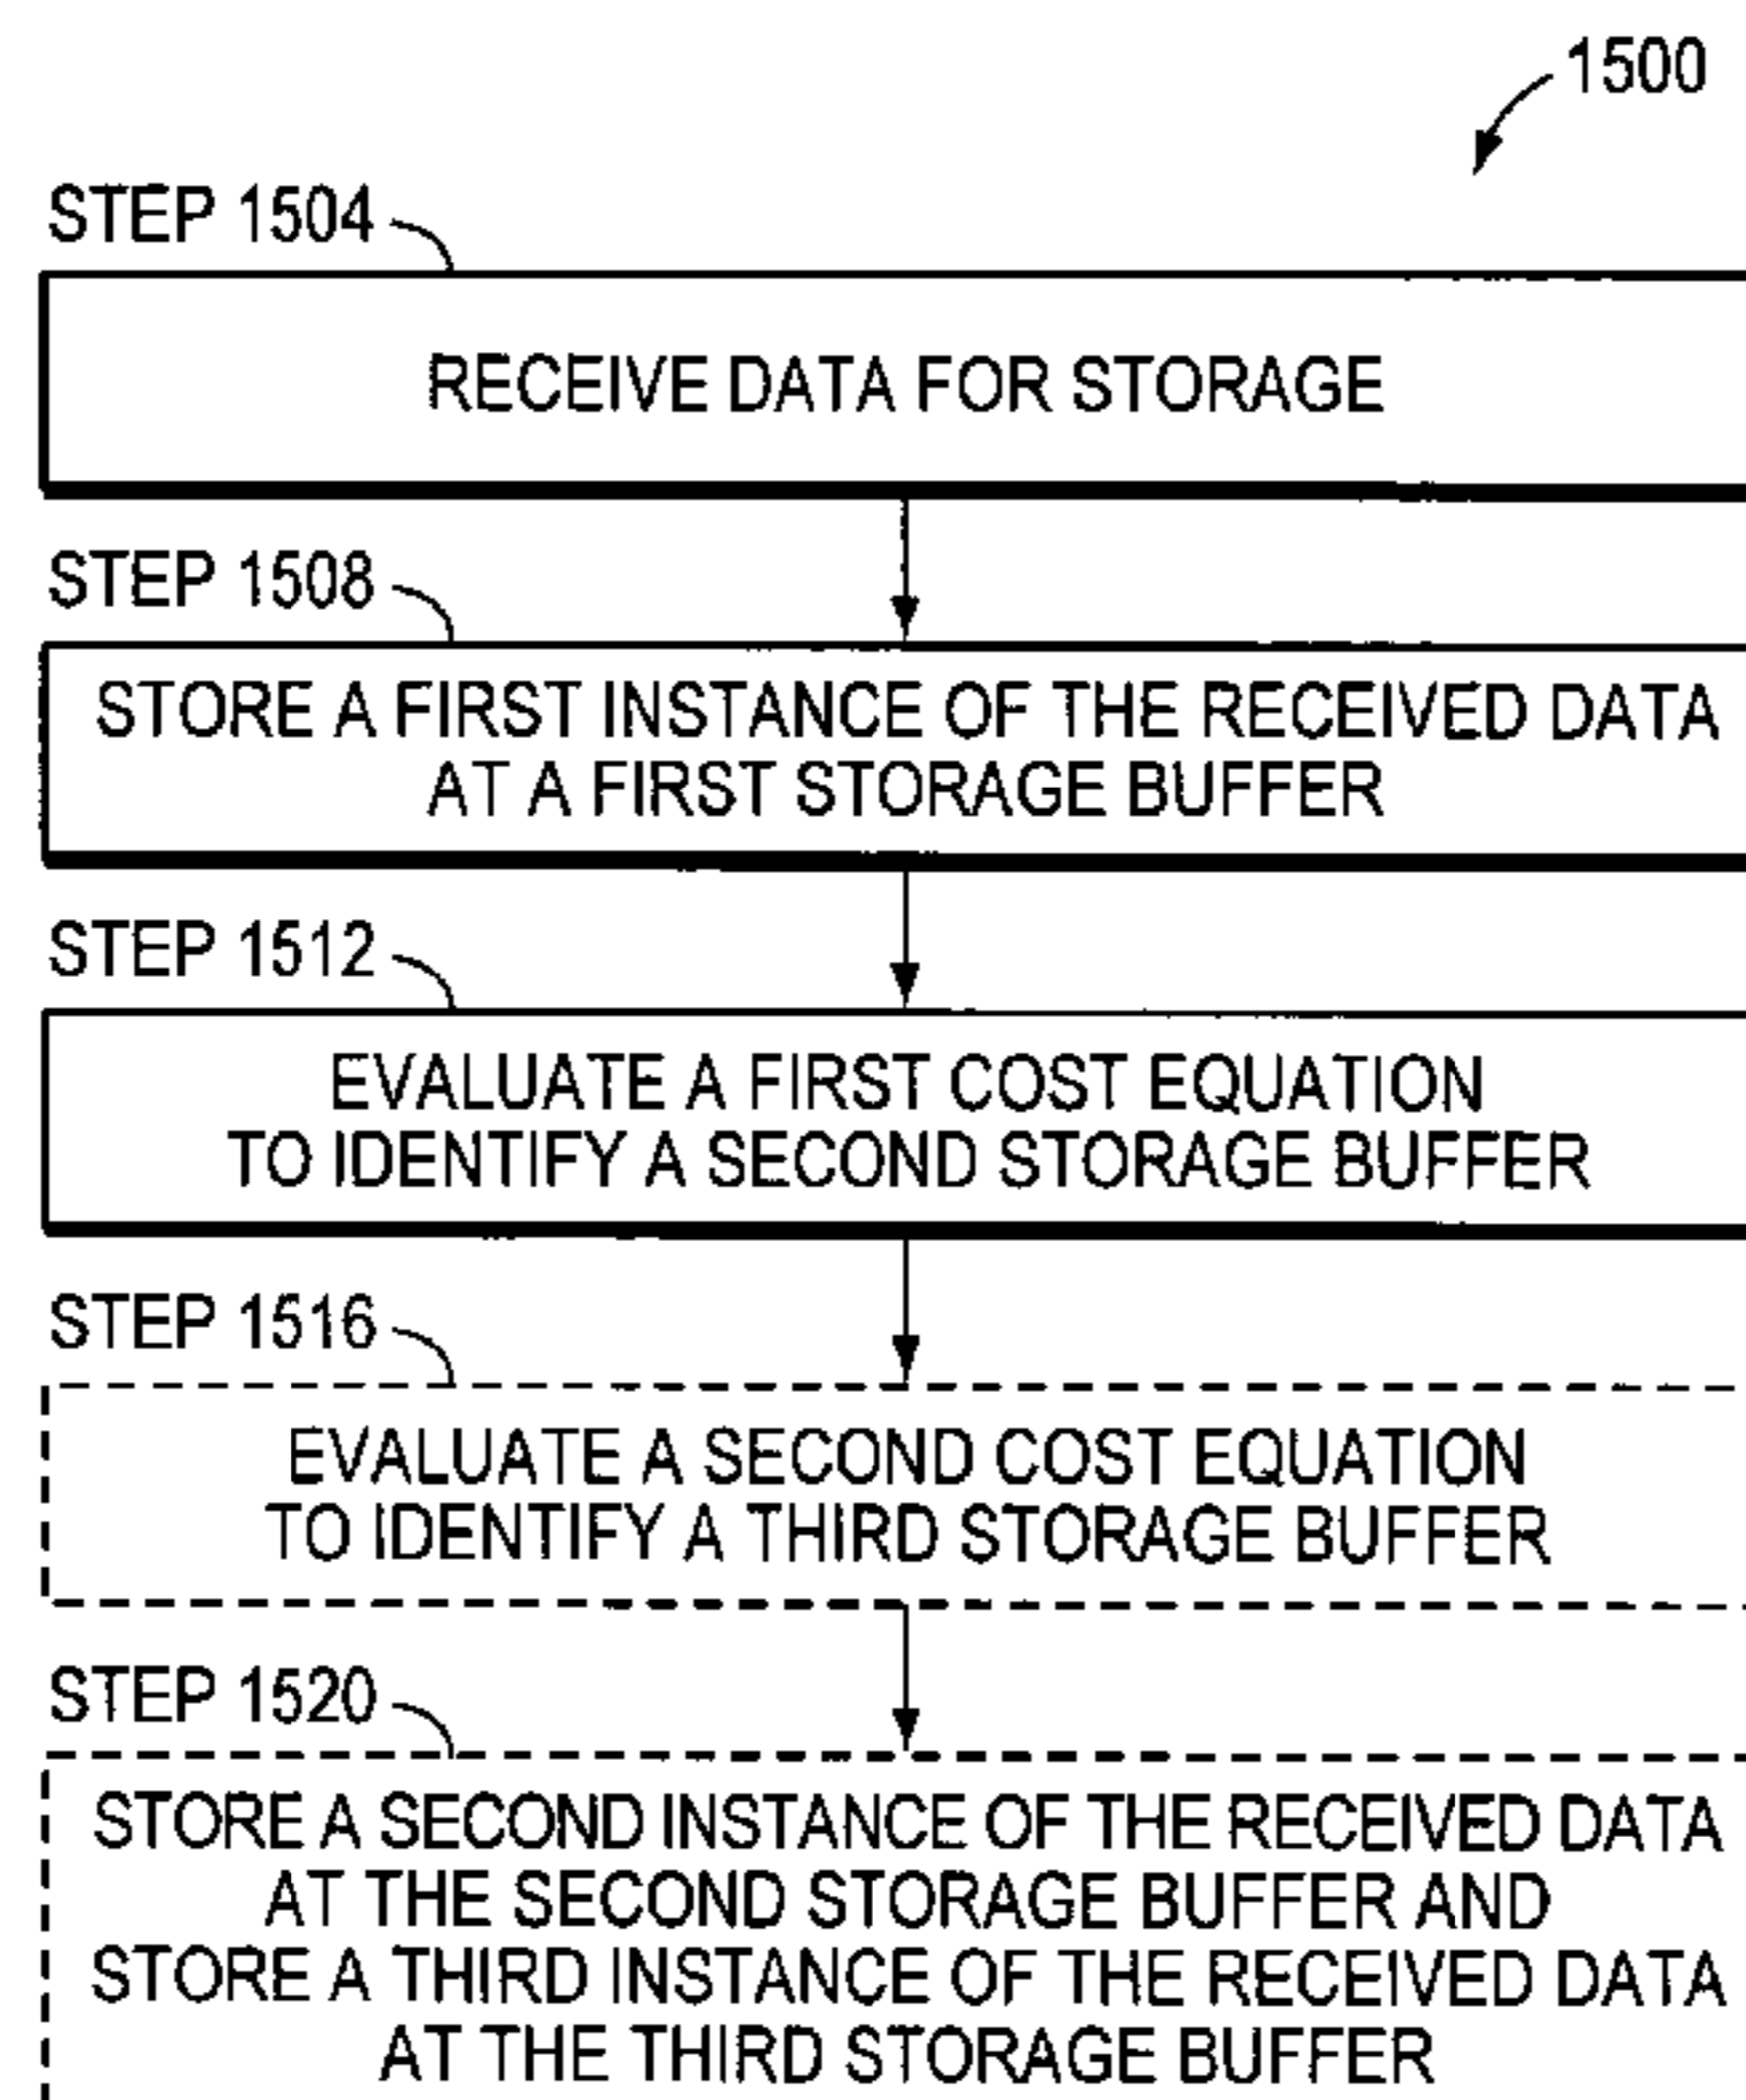 1500
STEP 1504
RECEIVE DATA FOR STORAGE
STEP 1508
STORE A FIRST INSTANCE OF THE RECEIVED DATA
AT A FIRST STORAGE BUFFER
STEP 1512
EVALUATE A FIRST COST EQUATION
TO IDENTIFY A SECOND STORAGE BUFFER
STEP 1516
EVALUATE A SECOND COST EQUATION
TO IDENTIFY A THIRD STORAGE BUFFER
STEP 1520
STORE A SECOND INSTANCE OF THE RECEIVED DATA
AT THE SECOND STORAGE BUFFER AND
STORE A THIRD INSTANCE OF THE RECEIVED DATA
AT THE THIRD STORAGE BUFFER